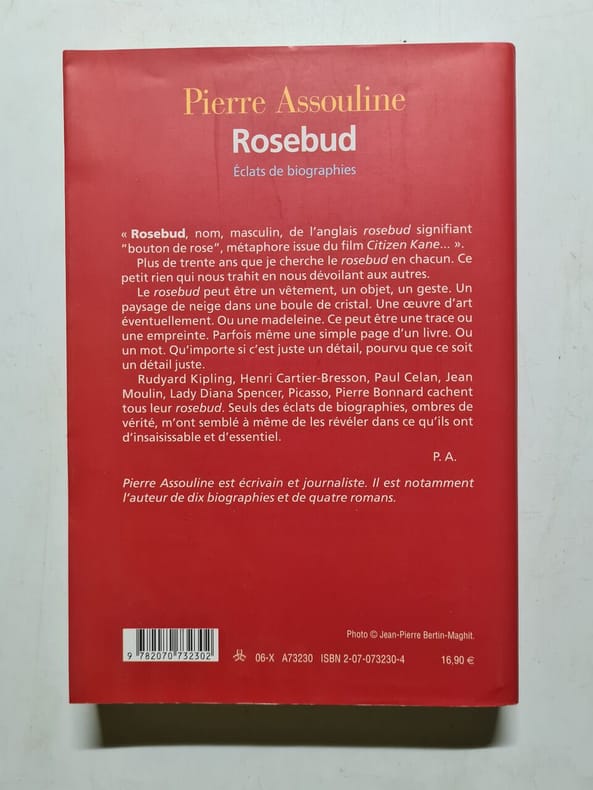 Pierre Assouline
Rosebud
Éclats de biographies
« Rosebud, nom, masculin, de l'anglais rosebud signifiant
"bouton de rose", métaphore issue du film Citizen Kane... ».
Plus de trente ans que je cherche le rosebud en chacun. Ce
petit rien qui nous trahit en nous dévoilant aux autres.
Le rosebud peut être un vêtement, un objet, un geste. Un
paysage de neige dans une boule de cristal. Une œuvre d'art
éventuellement. Ou une madeleine. Ce peut être une trace ou
une empreinte. Parfois même une simple page d'un livre. Ou
un mot. Qu'importe si c'est juste un détail, pourvu que ce soit
un détail juste.
Rudyard Kipling, Henri Cartier-Bresson, Paul Celan, Jean
Moulin, Lady Diana Spencer, Picasso, Pierre Bonnard cachent
tous leur rosebud. Seuls des éclats de biographies, ombres de
vérité, m'ont semblé à même de les révéler dans ce qu'ils ont
d'insaisissable et d'essentiel.
P. A.
Pierre Assouline est écrivain et journaliste. Il est notamment
l'auteur de dix biographies et de quatre romans.
Photo © Jean-Pierre Bertin-Maghit.
9 782070 732302
06-X A73230 ISBN 2-07-073230-4 16,90 €